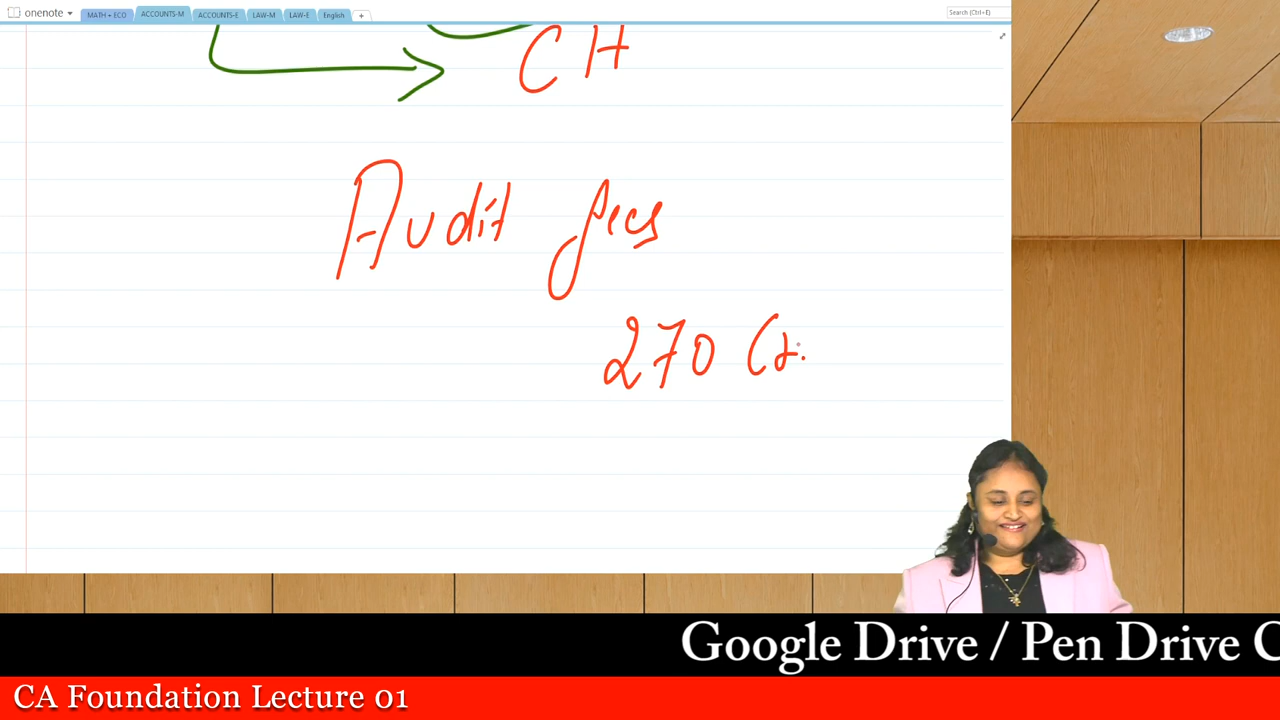 onenote
MATH + ECO
ACCOUNTS-M
ACCOUNTS-E
LAW-M
LAW-E
English
+
Search (Ctrl+E)
CH
Audit fees
270 Cr.
Google Drive / Pen Drive C
CA Foundation Lecture 01